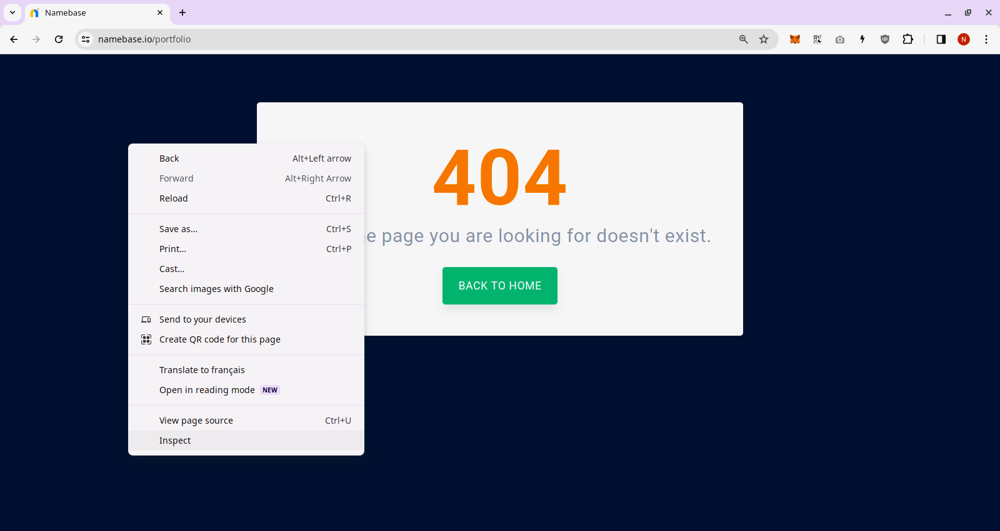 Namebase
namebase.io/portfolio
N
404
e page you are looking for doesn't exist.
BACK TO HOME
Back Alt+Left arrow
Forward Alt+Right Arrow
Reload Ctrl+R
Save as... Ctrl+S
Print... Ctrl+P
Cast...
Search images with Google
Send to your devices
Create QR code for this page
Translate to français
Open in reading mode NEW
View page source Ctrl+U
Inspect